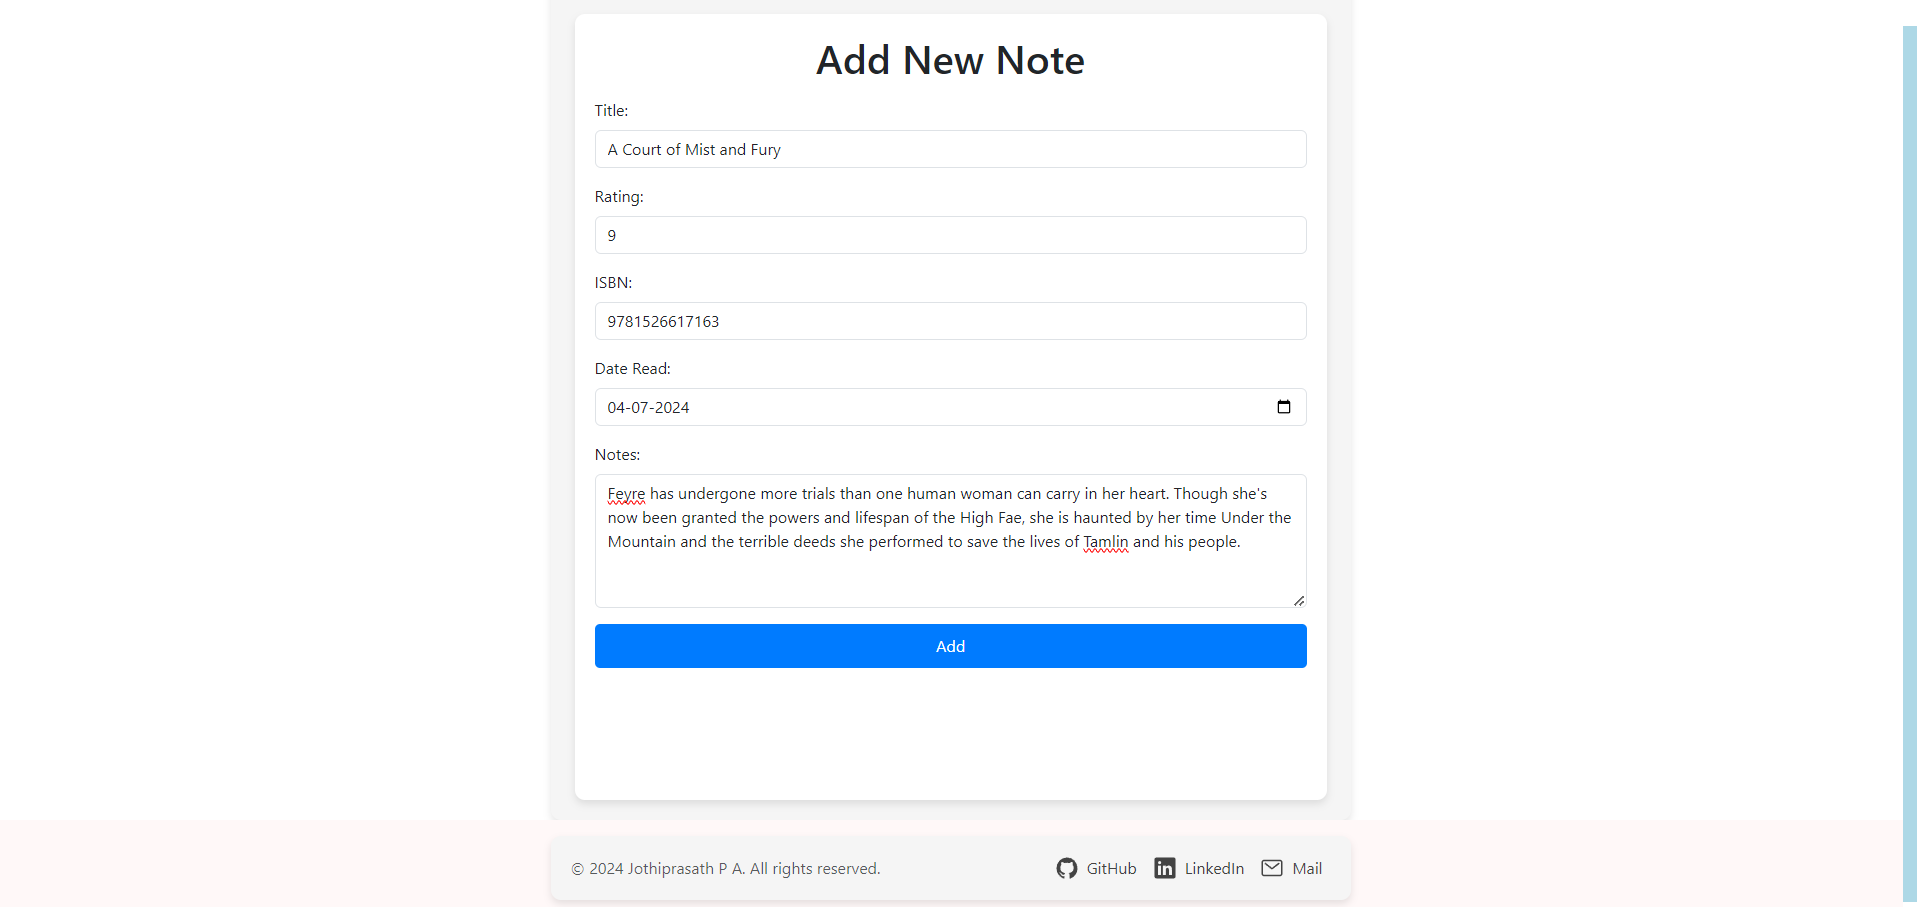 Add New Note
Title:
A Court of Mist and Fury
Rating:
9
ISBN:
9781526617163
Date Read:
04-07-2024
Notes:
Feyre has undergone more trials than one human woman can carry in her heart. Though she's
now been granted the powers and lifespan of the High Fae, she is haunted by her time Under the
Mountain and the terrible deeds she performed to save the lives of Tamlin and his people.
Add
© 2024 Jothiprasath P A. All rights reserved. GitHub LinkedIn Mail